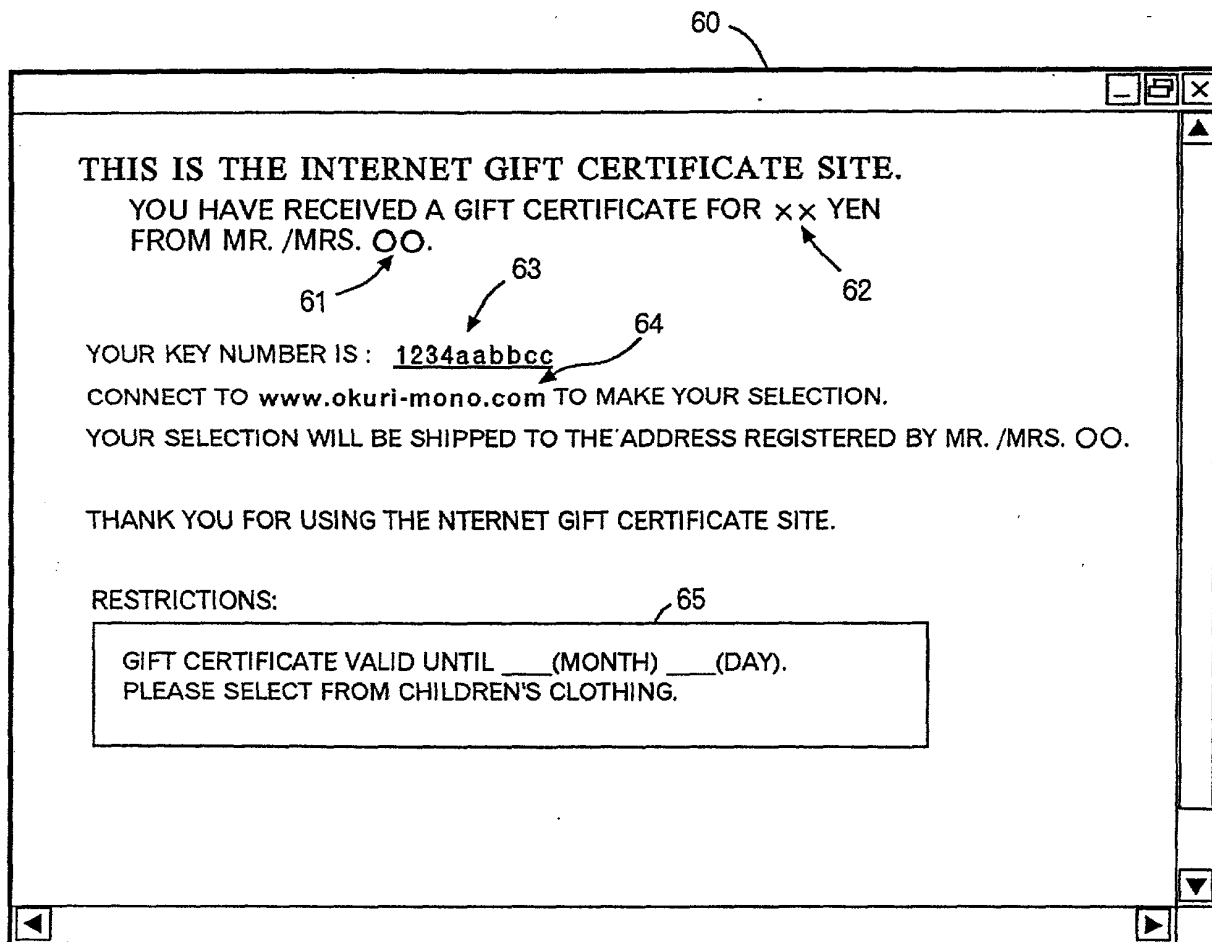 60
THIS IS THE INTERNET GIFT CERTIFICATE SITE.
YOU HAVE RECEIVED A GIFT CERTIFICATE FOR ×× YEN
FROM MR. /MRS. OO.
61
63
62
64
YOUR KEY NUMBER IS : 1234aabbcc
CONNECT TO www.okuri-mono.com TO MAKE YOUR SELECTION.
YOUR SELECTION WILL BE SHIPPED TO THE ADDRESS REGISTERED BY MR. /MRS. OO.
THANK YOU FOR USING THE NTERNET GIFT CERTIFICATE SITE.
RESTRICTIONS:
65
GIFT CERTIFICATE VALID UNTIL ___(MONTH) ___(DAY).
PLEASE SELECT FROM CHILDREN'S CLOTHING.